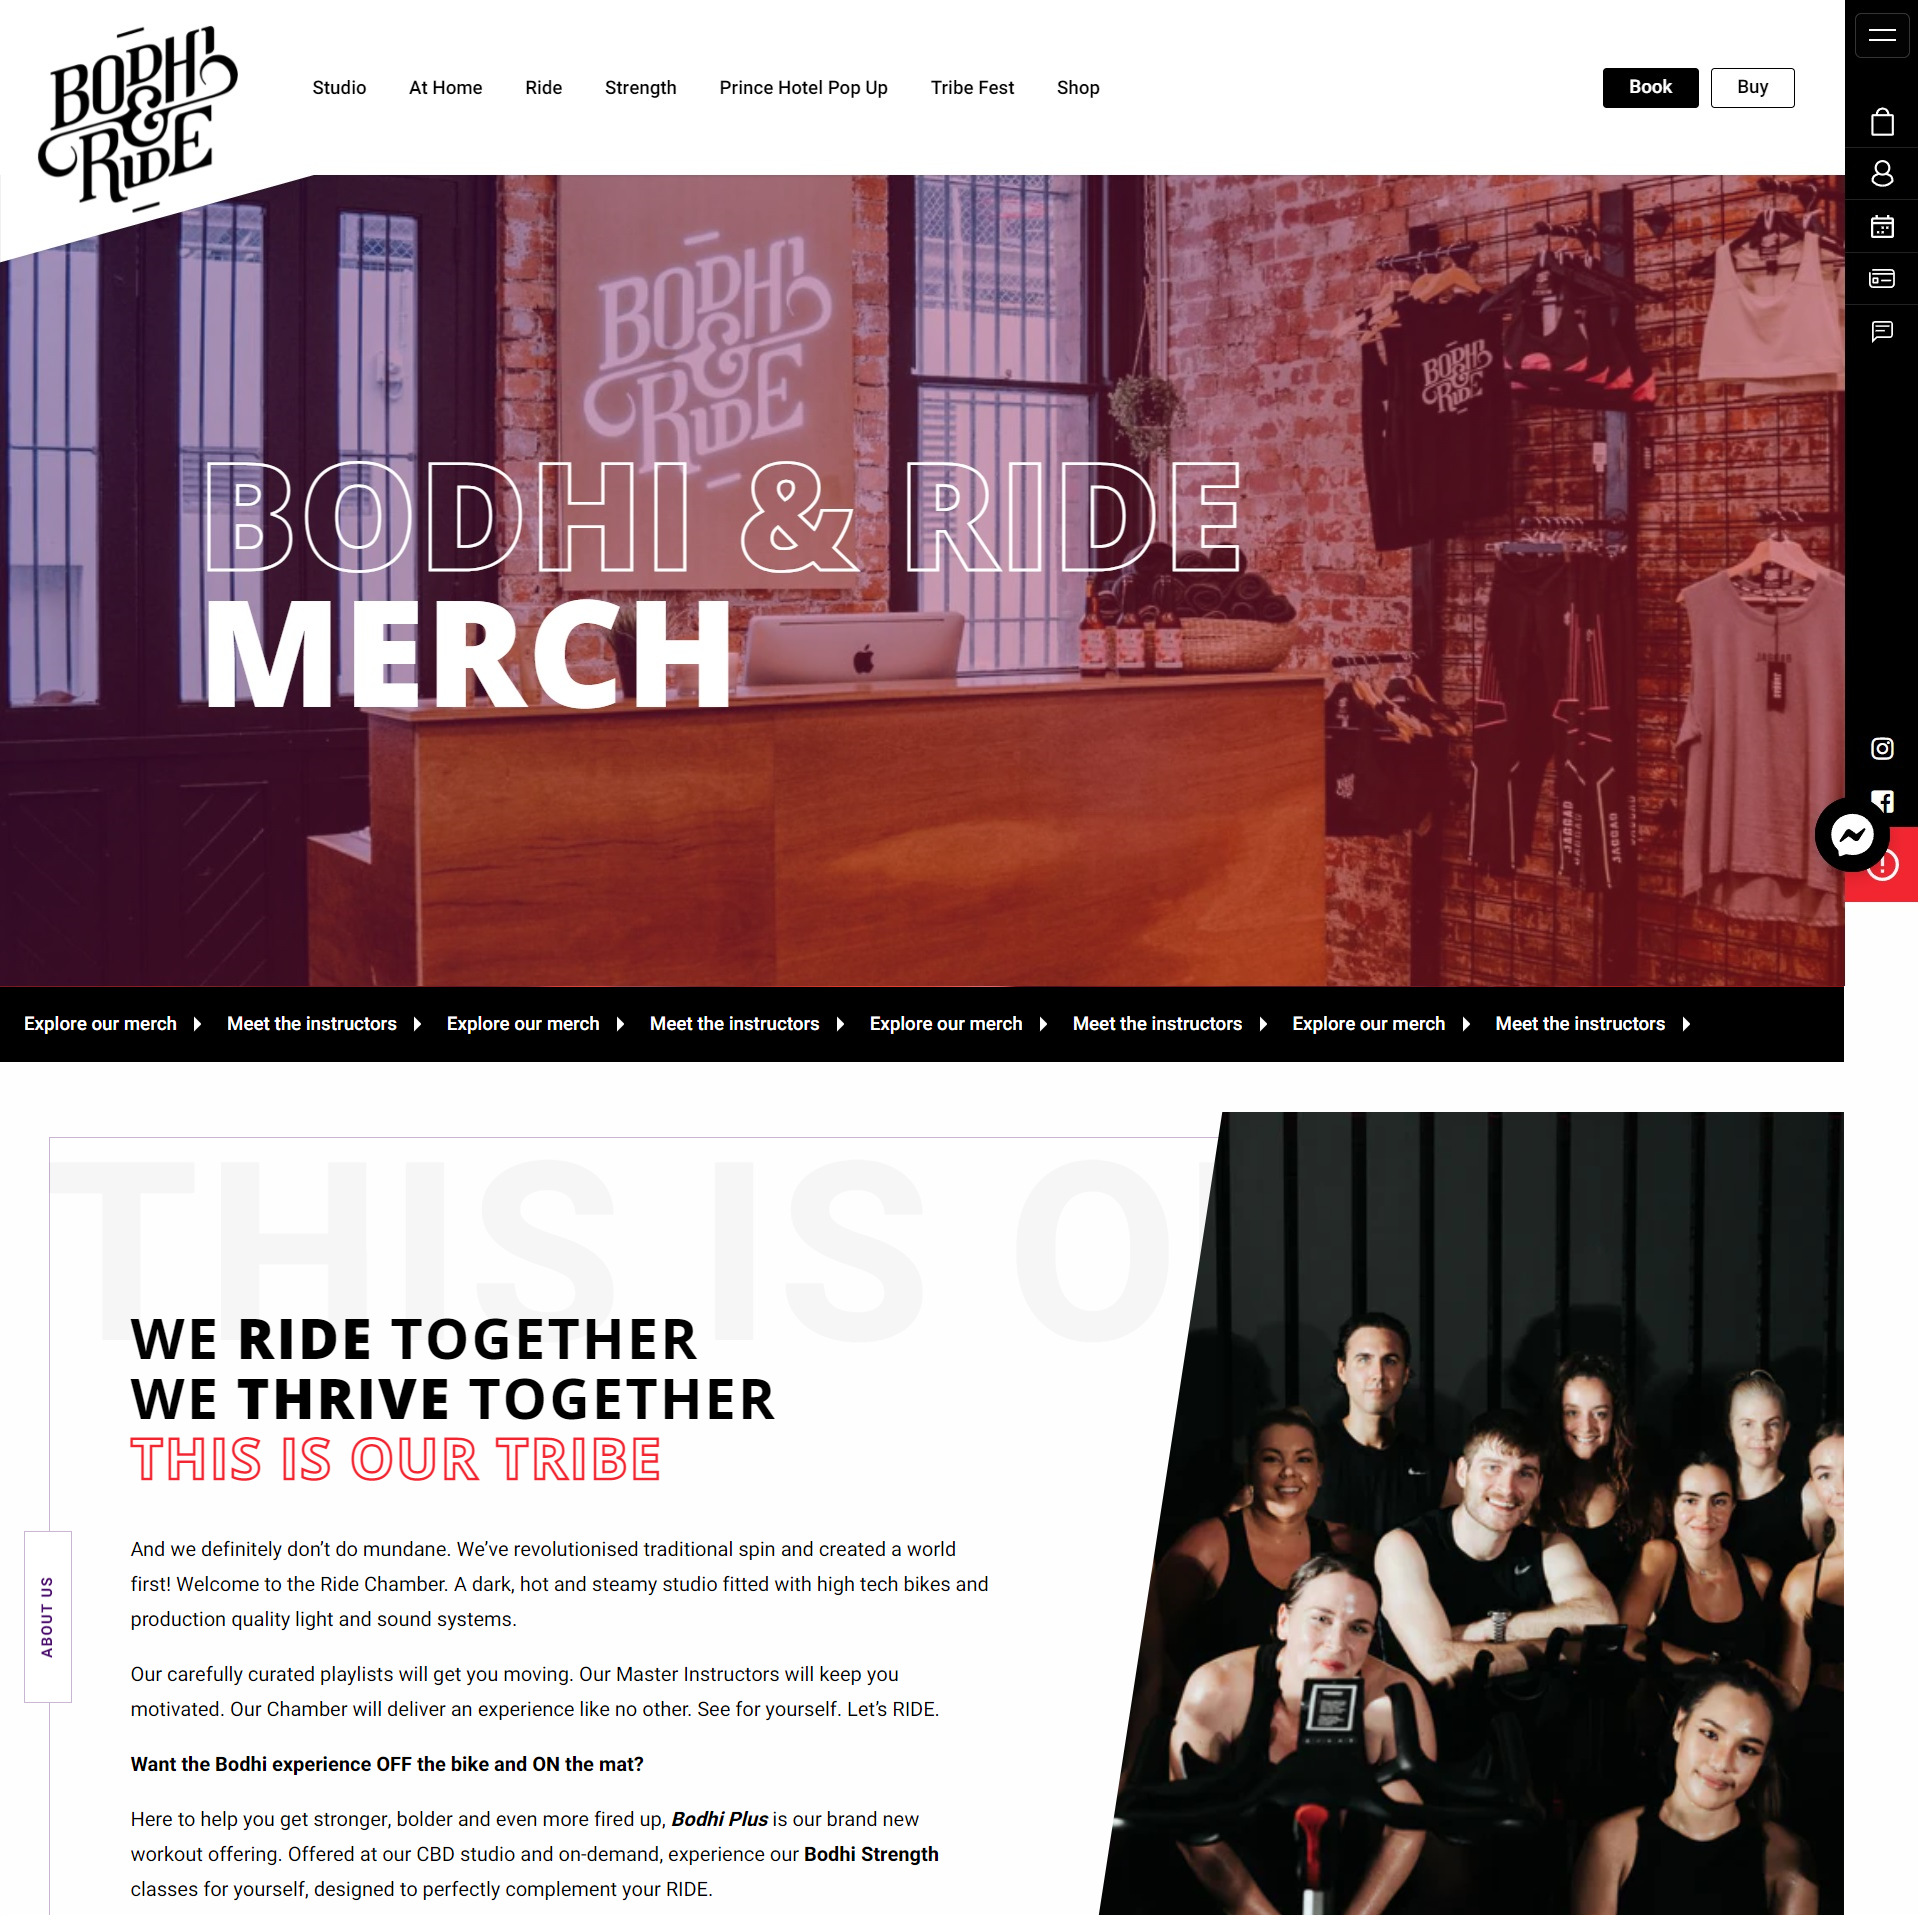 BODHI
&
RIDE
Studio At Home Ride Strength Prince Hotel Pop Up Tribe Fest Shop
Book Buy
BODHI
&
RIDE
BODHI
&
RIDE
BODHI & RIDE
MERCH
JAGGAD
JAGGAD
JAGGAD
Explore our merch Meet the instructors Explore our merch Meet the instructors Explore our merch Meet the instructors Explore our merch Meet the instructors
THIS IS O
WE RIDE TOGETHER
WE THRIVE TOGETHER
THIS IS OUR TRIBE
ABOUT US
And we definitely don’t do mundane. We’ve revolutionised traditional spin and created a world
first! Welcome to the Ride Chamber. A dark, hot and steamy studio fitted with high tech bikes and
production quality light and sound systems.
Our carefully curated playlists will get you moving. Our Master Instructors will keep you
motivated. Our Chamber will deliver an experience like no other. See for yourself. Let’s RIDE.
Want the Bodhi experience OFF the bike and ON the mat?
Here to help you get stronger, bolder and even more fired up, Bodhi Plus is our brand new
workout offering. Offered at our CBD studio and on-demand, experience our Bodhi Strength
classes for yourself, designed to perfectly complement your RIDE.